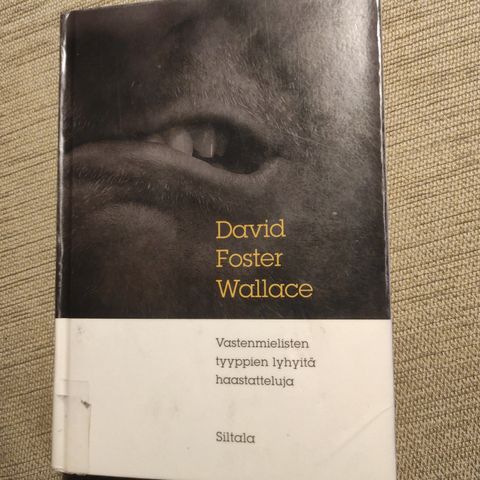 David
Foster
Wallace
Vastenmielisten
tyyppien lyhyitä
haastatteluja
Siltala